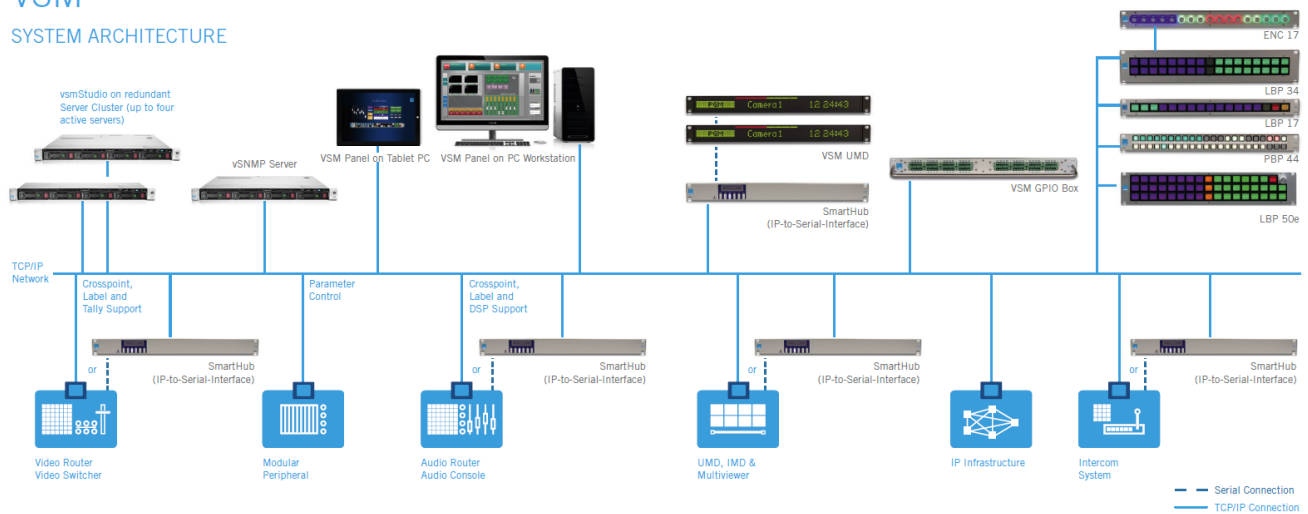 VSM
SYSTEM ARCHITECTURE
vsmStudio on redundant
Server Cluster (up to four
active servers)
vSNMP Server
VSM Panel on Tablet PC
VSM Panel on PC Workstation
PGM Camera1 12:24:43
PGM Camera1 12:24:43
VSM UMD
SmartHub
(IP-to-Serial-Interface)
VSM GPIO Box
ENC 17
LBP 34
LBP 17
PBP 44
LBP 50e
TCP/IP
Network
Crosspoint,
Label and
Tally Support
Parameter
Control
Crosspoint,
Label and
DSP Support
or
SmartHub
(IP-to-Serial-Interface)
or
SmartHub
(IP-to-Serial-Interface)
or
SmartHub
(IP-to-Serial-Interface)
or
SmartHub
(IP-to-Serial-Interface)
Video Router
Video Switcher
Modular
Peripheral
Audio Router
Audio Console
UMD, IMD &
Multiviewer
IP Infrastructure
Intercom
System
Serial Connection
TCP/IP Connection